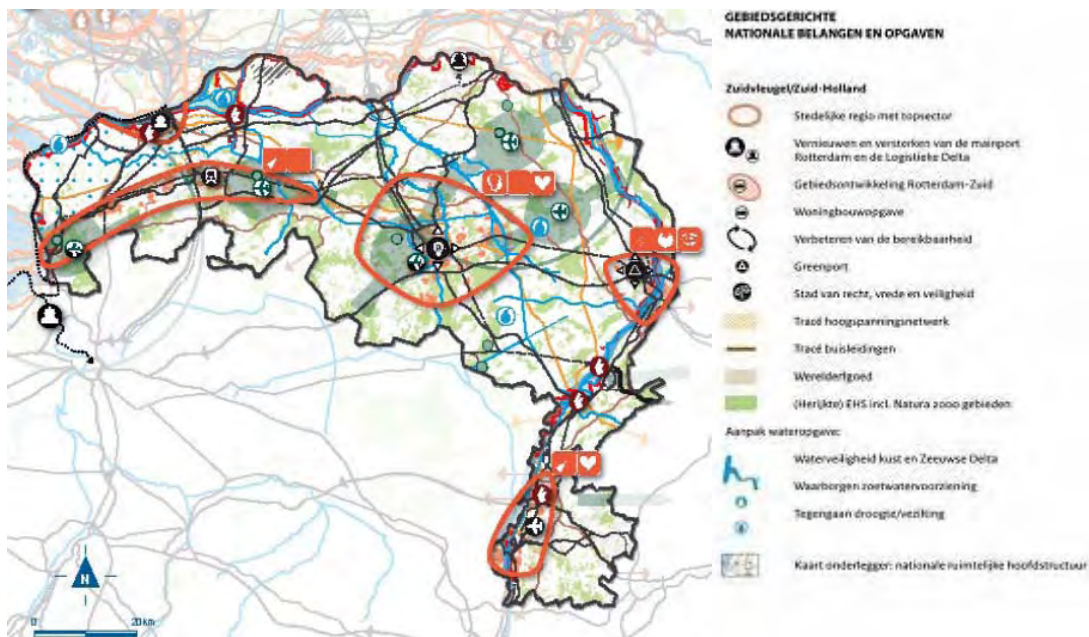 GEBIEDSGERICHTE
NATIONALE BELANGEN EN OPGAVEN
Zuidvleugel/Zuid-Holland
Stedelijke regio met topsector
Vernieuwen en versterken van de mainport
Rotterdam en de Logistieke Delta
Gebiedsontwikkeling Rotterdam-Zuid
Woningbouwopgave
Verbeteren van de bereikbaarheid
Greenport
Stad van recht, vrede en veiligheid
Tracé hoogspanningsnetwerk
Tracé buisleidingen
Werelderfgoed
(Herijkte) EHS incl. Natura 2000 gebieden
Aanpak wateropgave:
Waterveiligheid kust en Zeeuwse Delta
Waarborgen zoetwatervoorziening
Tegengaan droogte/verzilting
Kaart onderlegger: nationale ruimtelijke hoofdstructuur
N
0 20 km